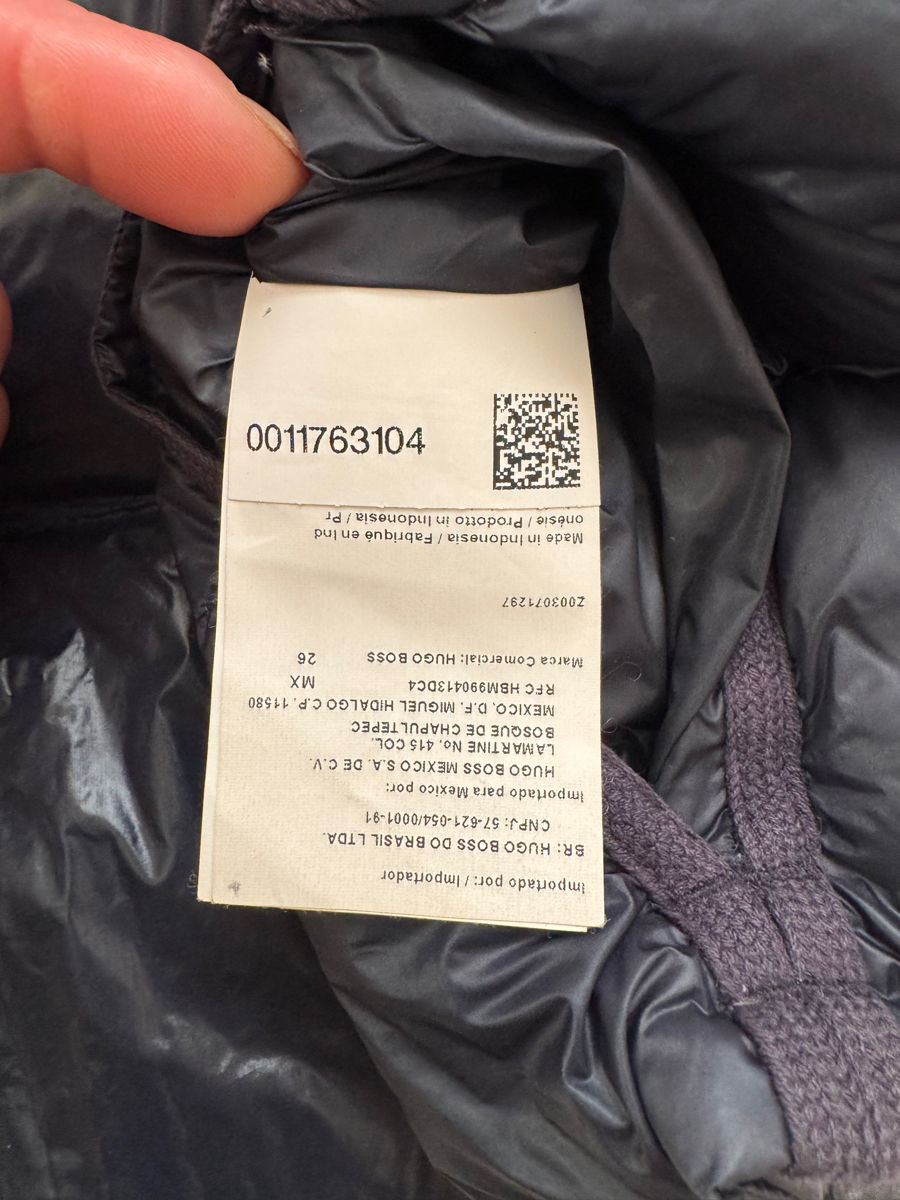 0011763104
Importado por: / Importador
BR: HUGO BOSS DO BRASIL LTDA.
CNPJ: 57-621-054/0001-91
Importado para Mexico por:
HUGO BOSS MEXICO S.A. DE C.V.
LAMARTINE No. 415 COL.
BOSQUE DE CHAPULTEPEC
MEXICO, D.F. MIGUEL HIDALGO C.P. 11580
RFC HBM990413DC4 MX
Marca Comercial: HUGO BOSS 26
Z003071297
Made in Indonesia / Fabriqué en Ind
onésie / Prodotto in Indonesia / Pr